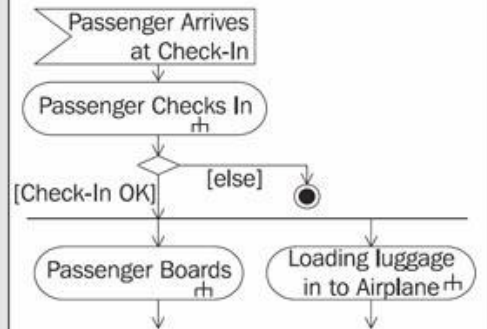 Passenger Arrives
at Check-In
Passenger Checks In
[else]
[Check-In OK]
Passenger Boards
Loading luggage
in to Airplane